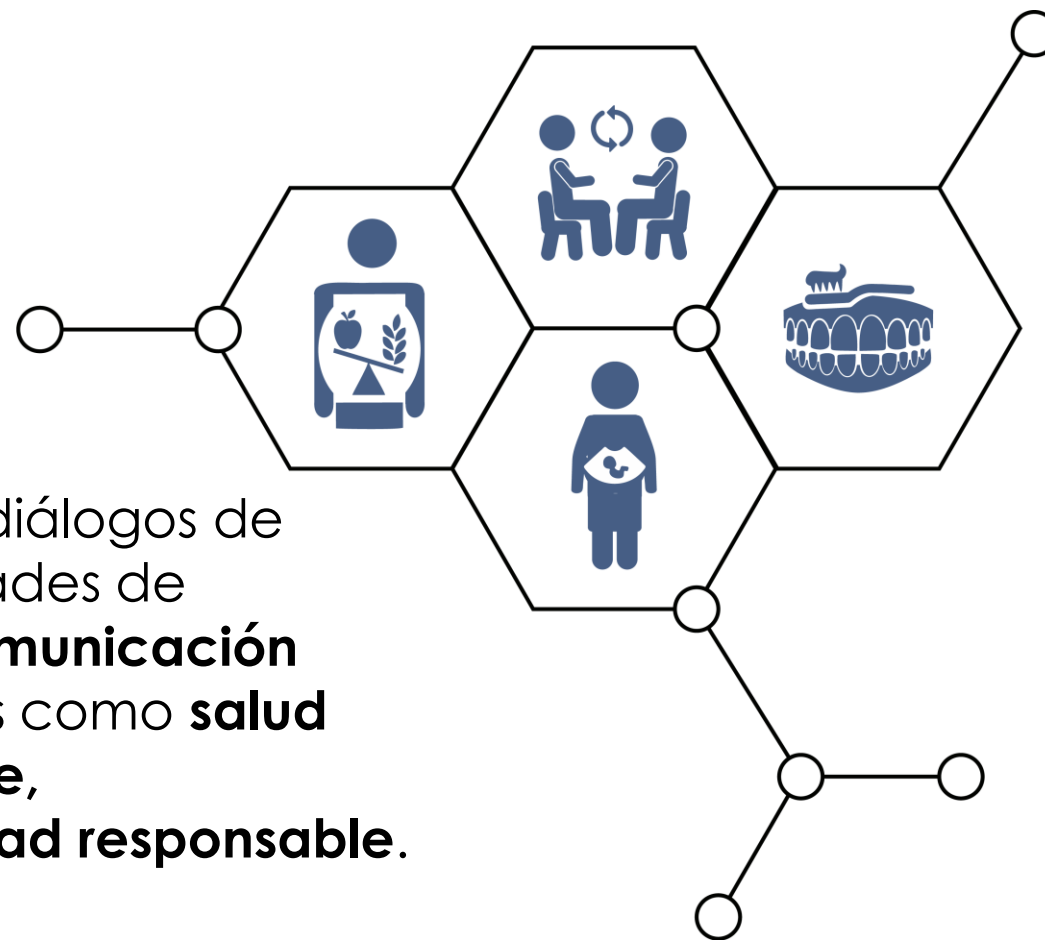 diálogos de
ades de
municación
s como salud
e,
ad responsable.